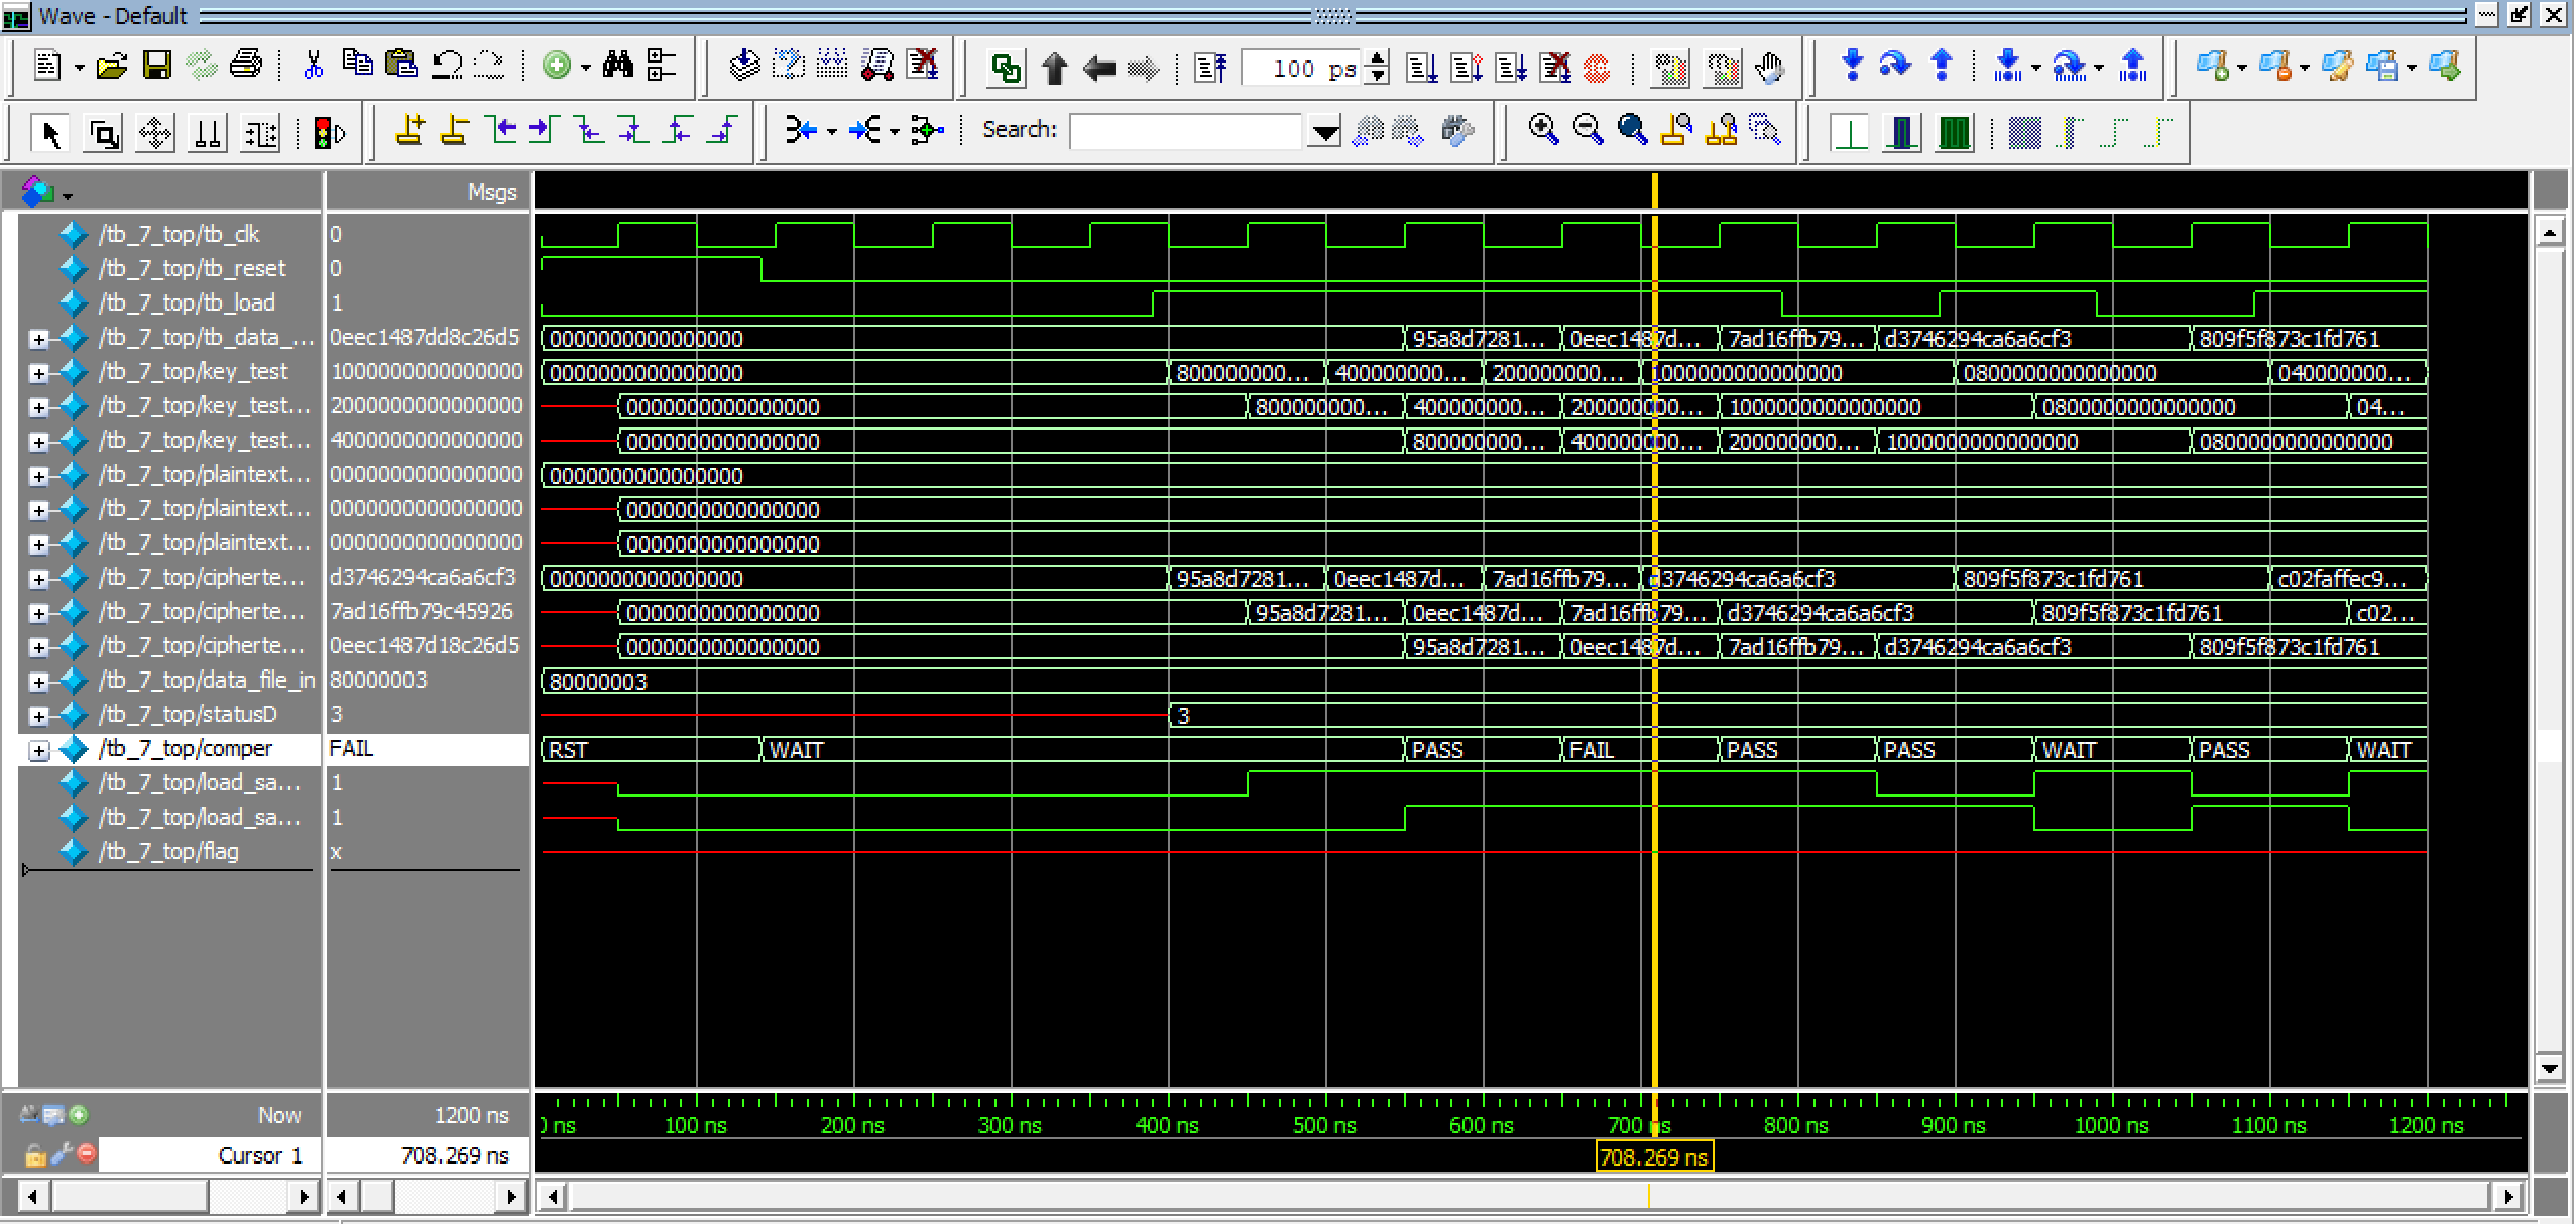 Wave - Default
100 ps
Search:
Msgs
/tb_7_top/tb_clk 0
/tb_7_top/tb_reset 0
/tb_7_top/tb_load 1
/tb_7_top/tb_data_... 0eec1487dd8c26d5 0000000000000000 95a8d7281... 0eec1487d... 7ad16ffb79... d3746294ca6a6cf3 809f5f873c1fd761
/tb_7_top/key_test 1000000000000000 0000000000000000 800000000... 400000000... 200000000... 1000000000000000 0800000000000000 040000000...
/tb_7_top/key_test... 2000000000000000 0000000000000000 800000000... 400000000... 200000000... 1000000000000000 0800000000000000 04...
/tb_7_top/key_test... 4000000000000000 0000000000000000 800000000... 400000000... 200000000... 1000000000000000 0800000000000000
/tb_7_top/plaintext... 0000000000000000 0000000000000000
/tb_7_top/plaintext... 0000000000000000 0000000000000000
/tb_7_top/plaintext... 0000000000000000 0000000000000000
/tb_7_top/cipherte... d3746294ca6a6cf3 0000000000000000 95a8d7281... 0eec1487d... 7ad16ffb79... d3746294ca6a6cf3 809f5f873c1fd761 c02faffec9...
/tb_7_top/cipherte... 7ad16ffb79c45926 0000000000000000 95a8d7281... 0eec1487d... 7ad16ffb79... d3746294ca6a6cf3 809f5f873c1fd761 c02...
/tb_7_top/cipherte... 0eec1487d18c26d5 0000000000000000 95a8d7281... 0eec1487d... 7ad16ffb79... d3746294ca6a6cf3 809f5f873c1fd761
/tb_7_top/data_file_in 80000003 80000003
/tb_7_top/statusD 3 3
/tb_7_top/comper FAIL RST WAIT PASS FAIL PASS PASS WAIT PASS WAIT
/tb_7_top/load_sa... 1
/tb_7_top/load_sa... 1
/tb_7_top/flag x
Now 1200 ns ns 100 ns 200 ns 300 ns 400 ns 500 ns 600 ns 700 ns 800 ns 900 ns 1000 ns 1100 ns 1200 ns
Cursor 1 708.269 ns 708.269 ns